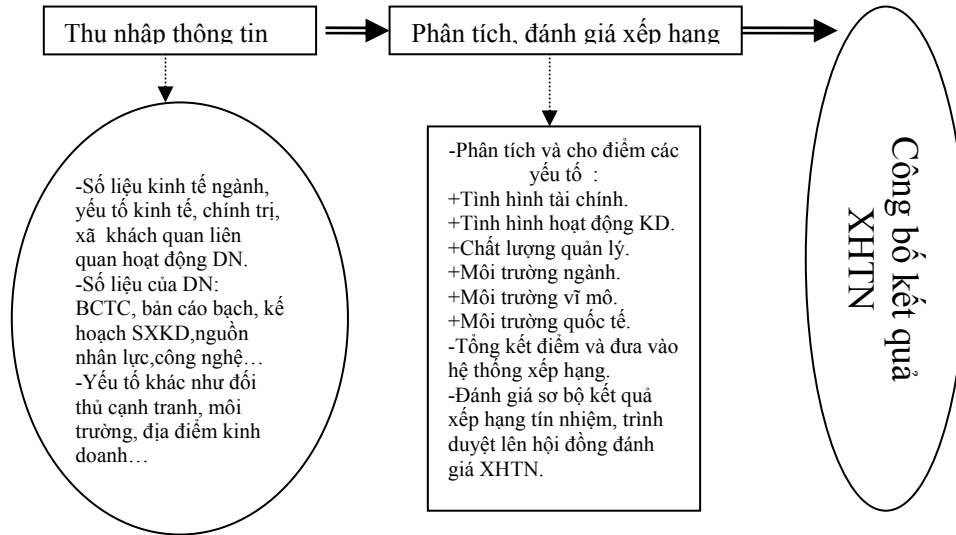 Thu nhập thông tin
Phân tích, đánh giá xếp hạng
-Số liệu kinh tế ngành,
yếu tố kinh tế, chính trị,
xã khách quan liên
quan hoạt động DN.
-Số liệu của DN:
BCTC, bản cáo bạch, kế
hoạch SXKD,nguồn
nhân lực,công nghệ…
-Yếu tố khác như đối
thủ cạnh tranh, môi
trường, địa điểm kinh
doanh…
-Phân tích và cho điểm các
yếu tố :
+Tình hình tài chính.
+Tình hình hoạt động KD.
+Chất lượng quản lý.
+Môi trường ngành.
+Môi trường vĩ mô.
+Môi trường quốc tế.
-Tổng kết điểm và đưa vào
hệ thống xếp hạng.
-Đánh giá sơ bộ kết quả
xếp hạng tín nhiệm, trình
duyệt lên hội đồng đánh
giá XHTN.
Công bố kết quả
XHTN